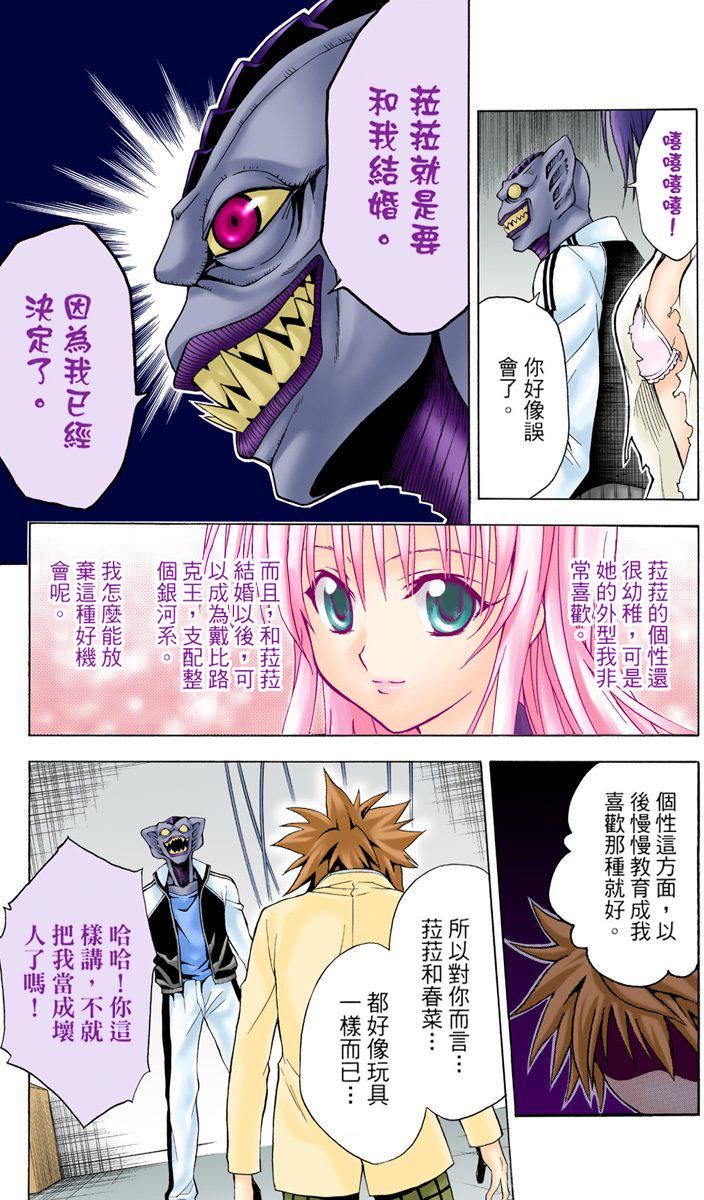 嘻嘻嘻嘻！
你好像誤
會了。
菈菈就是要
和我結婚。
因為我已經
決定了。
菈菈的個性還
很幼稚，可是
她的外型我非
常喜歡。
而且，和菈菈
結婚以後，可
以成為戴比路
克王，支配整
個銀河系。
我怎麼能放
棄這種好機
會呢。
個性這方面，以
後慢慢教育成我
喜歡那種就好。
所以對你而言…
菈菈和春菜…
都好像玩具
一樣而已…
哈哈！你這
樣講，不就
把我當成壞
人了嗎！